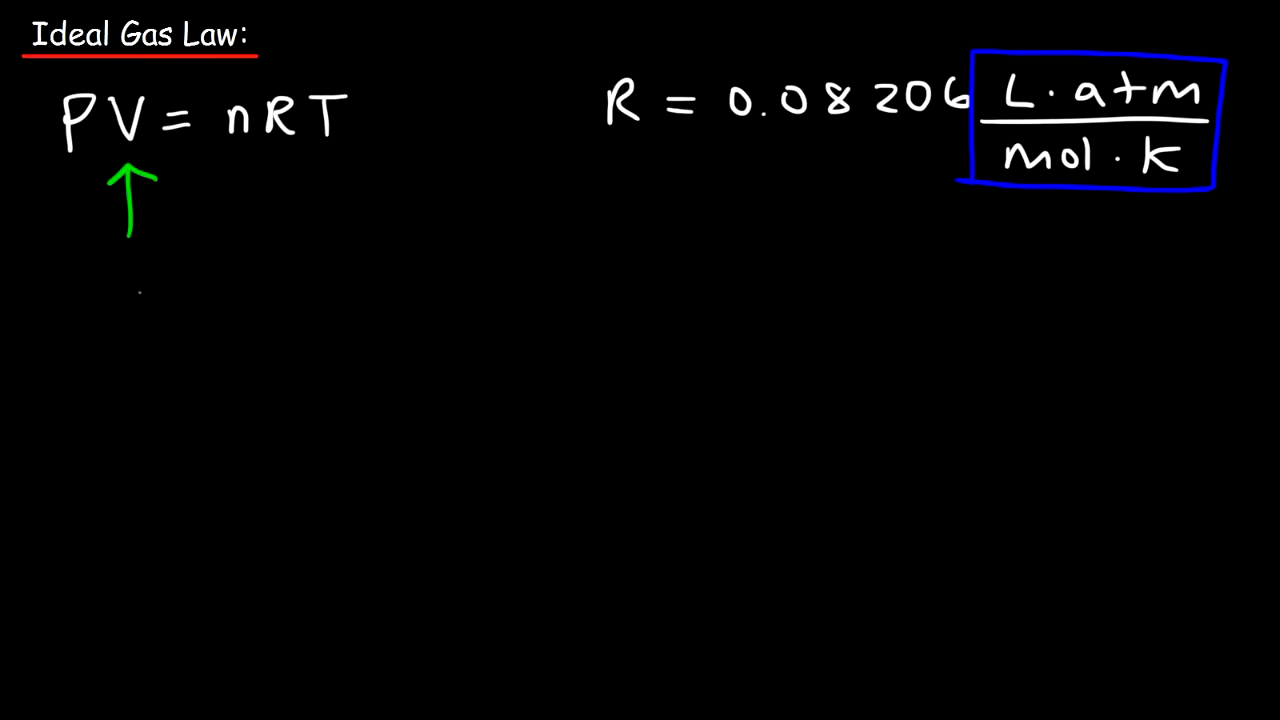 Ideal Gas Law:
PV = nRT
R = 0.08206 L·atm
mol·K